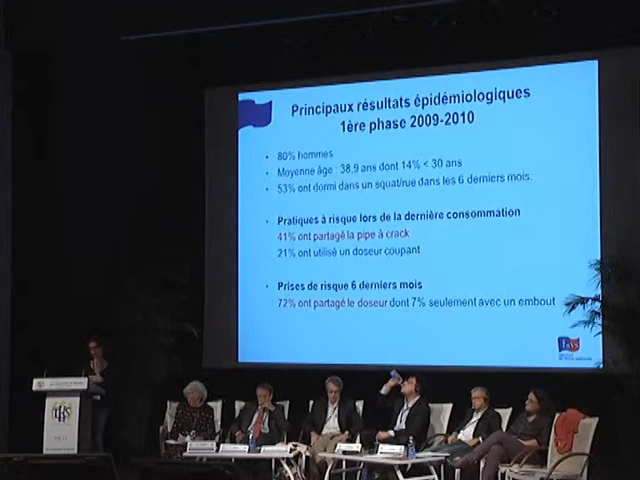 Principaux résultats épidémiologiques
1ère phase 2009-2010
• 80% hommes
• Moyenne âge : 38,9 ans dont 14% < 30 ans
• 53% ont dormi dans un squat/rue dans les 6 derniers mois.
• Pratiques à risque lors de la dernière consommation
41% ont partagé la pipe à crack
21% ont utilisé un doseur coupant
• Prises de risque 6 derniers mois
72% ont partagé le doseur dont 7% seulement avec un embout